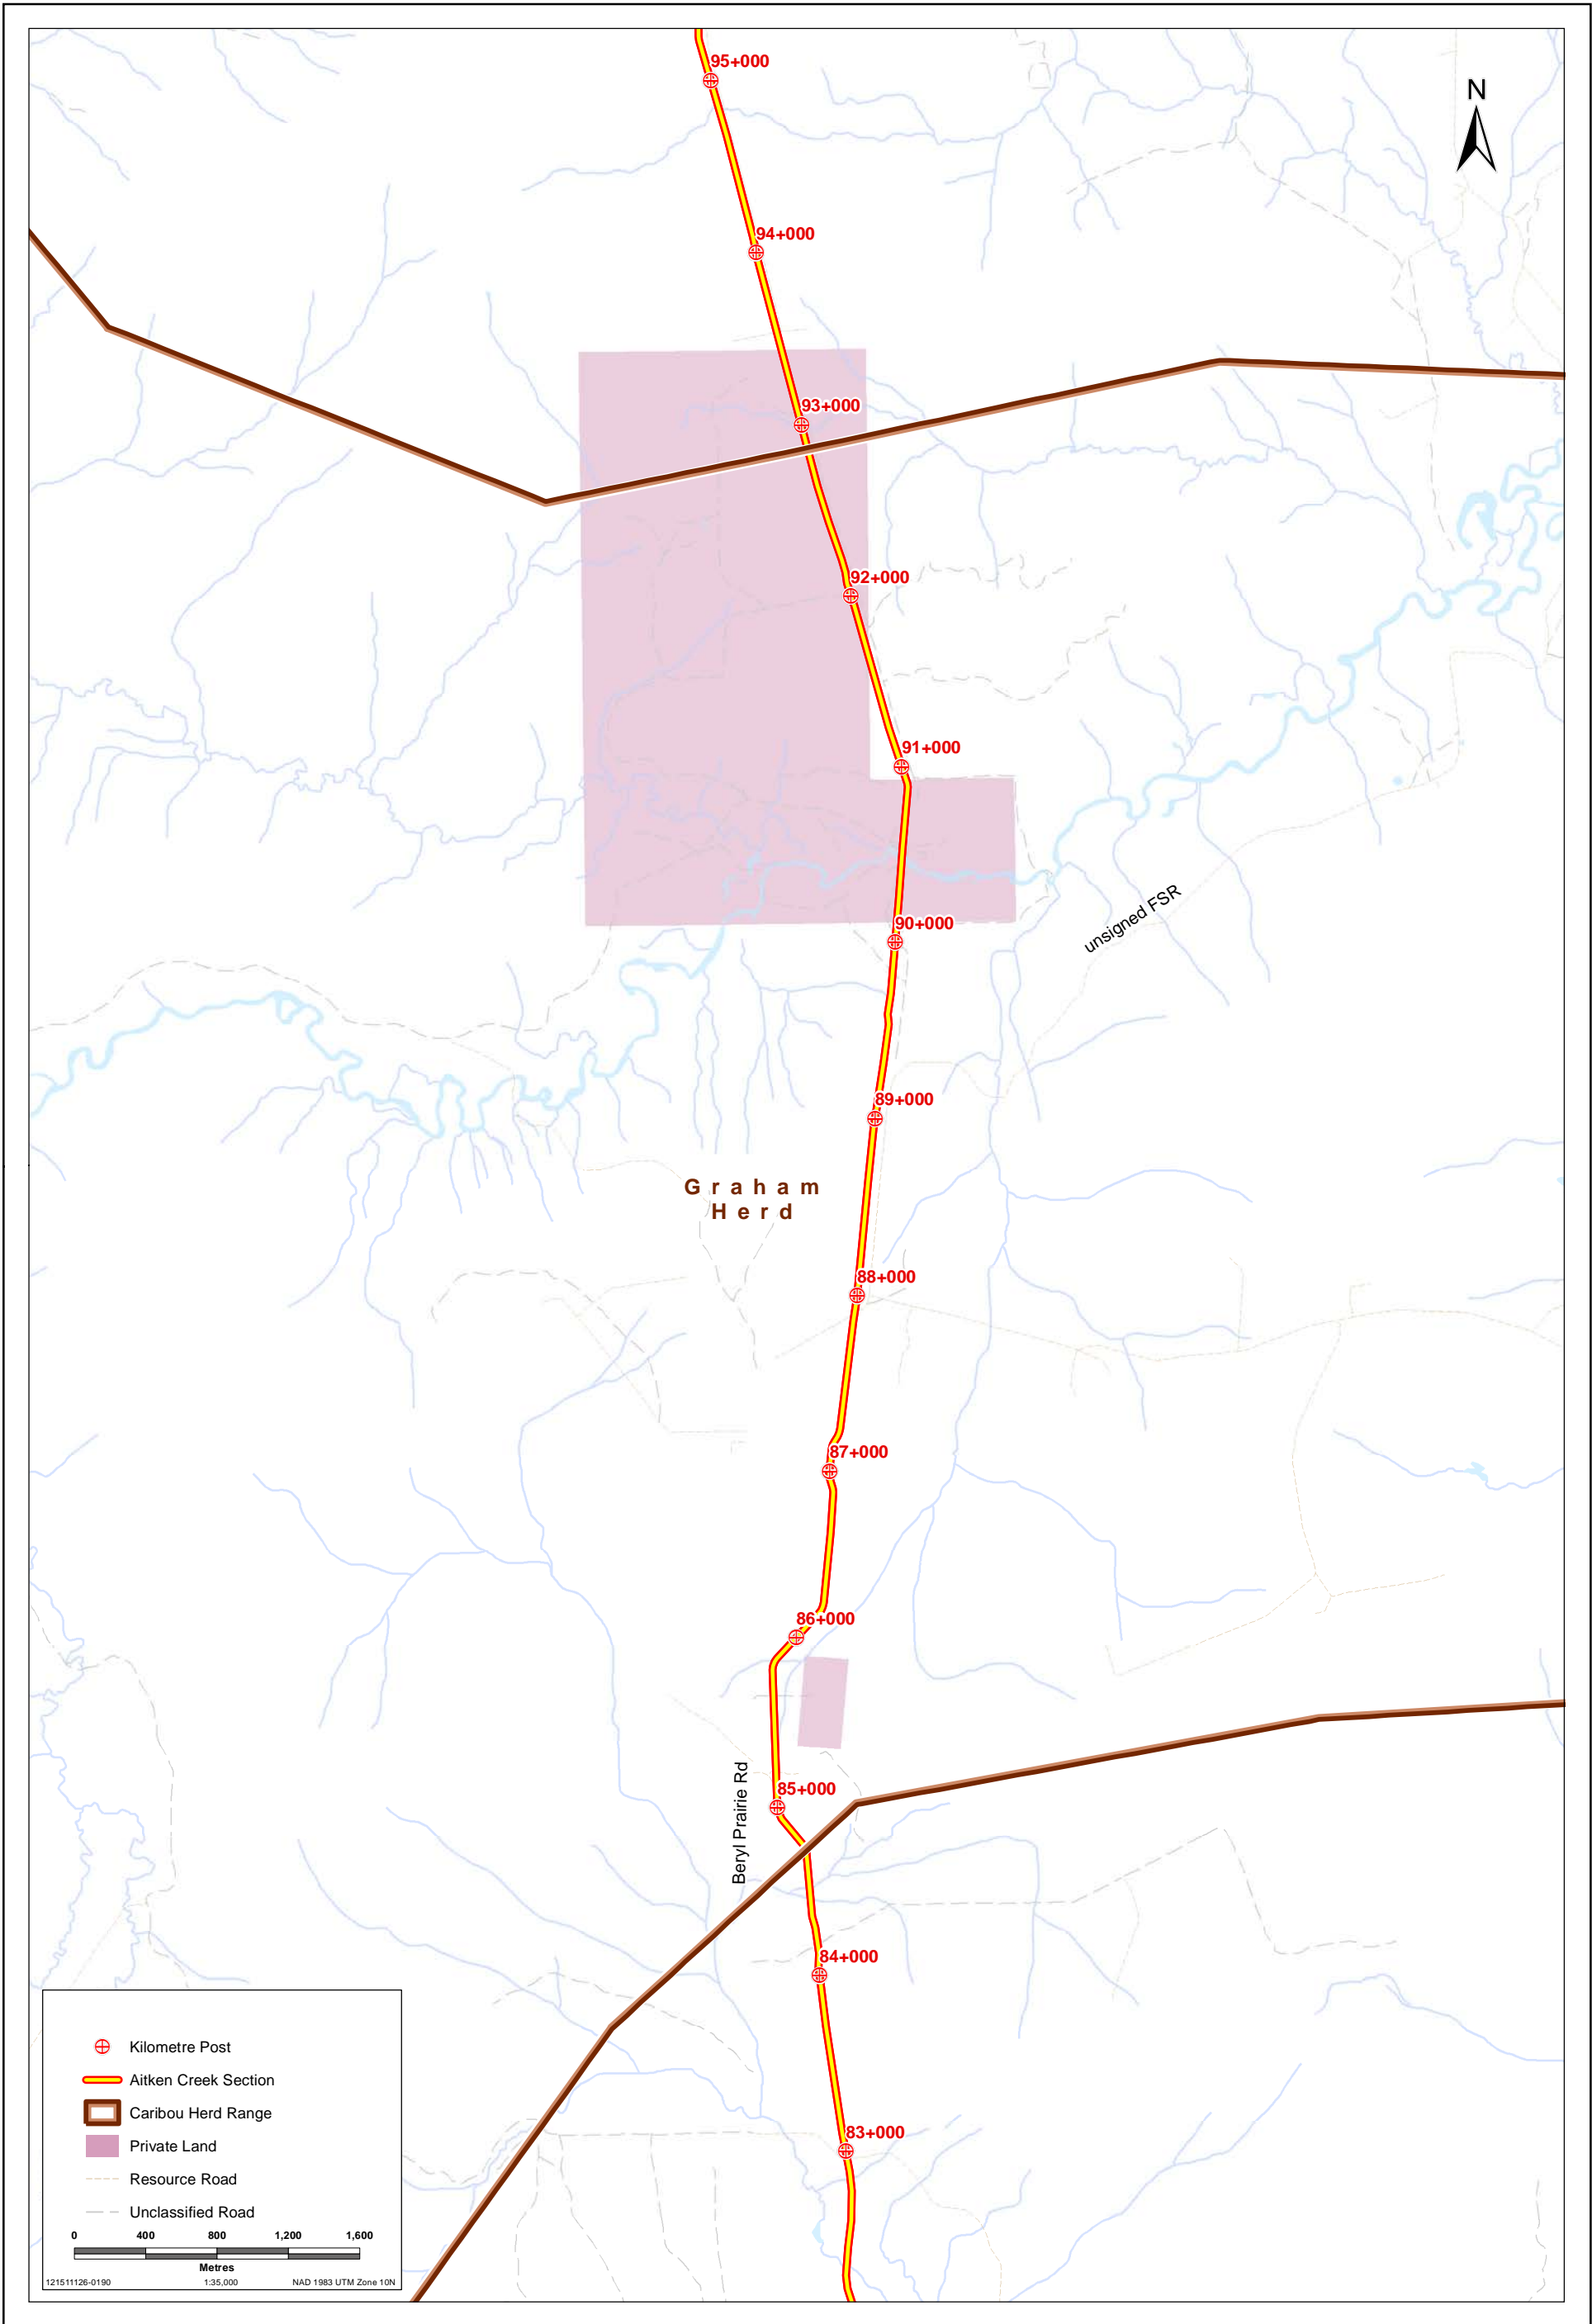 95+000
N
94+000
93+000
92+000
91+000
unsigned FSR
90+000
89+000
Graham
Herd
88+000
87+000
86+000
Beryl Prairie Rd
85+000
84+000
83+000
Kilometre Post
Aitken Creek Section
Caribou Herd Range
Private Land
Resource Road
Unclassified Road
0 400 800 1,200 1,600
Metres
121511126-0190 1:35,000 NAD 1983 UTM Zone 10N